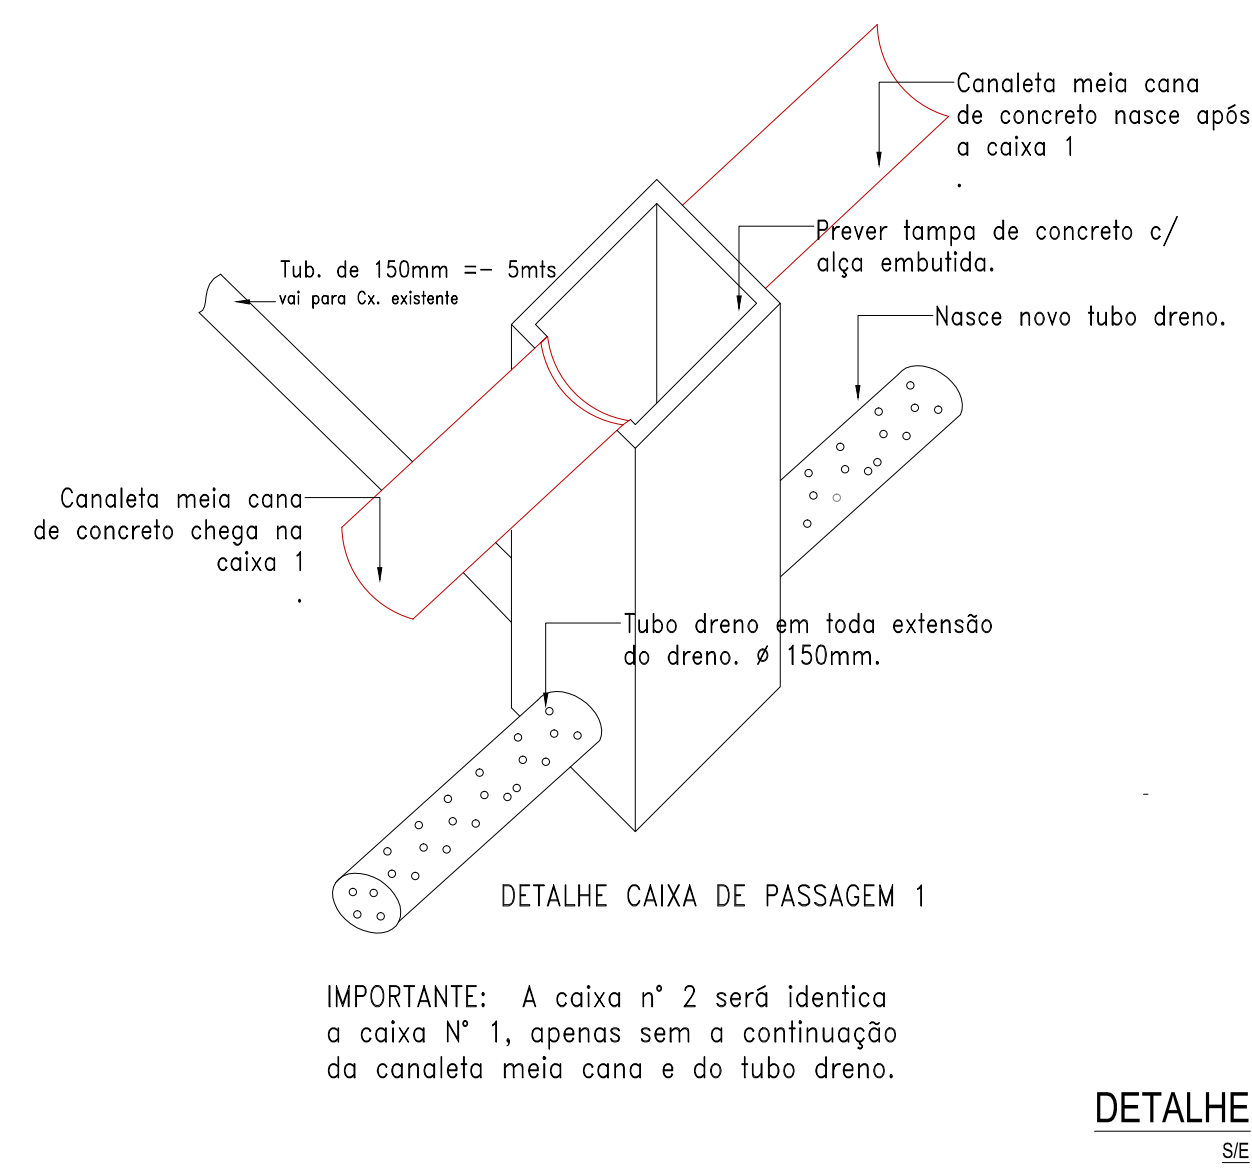 Canaleta meia cana
de concreto nasce após
a caixa 1
.
Prever tampa de concreto c/
alça embutida.
Tub. de 150mm =- 5mts
vai para Cx. existente
Nasce novo tubo dreno.
Canaleta meia cana
de concreto chega na
caixa 1
.
Tubo dreno em toda extensão
do dreno. ø 150mm.
DETALHE CAIXA DE PASSAGEM 1
IMPORTANTE: A caixa n° 2 será identica
a caixa N° 1, apenas sem a continuação
da canaleta meia cana e do tubo dreno.
DETALHE
S/E